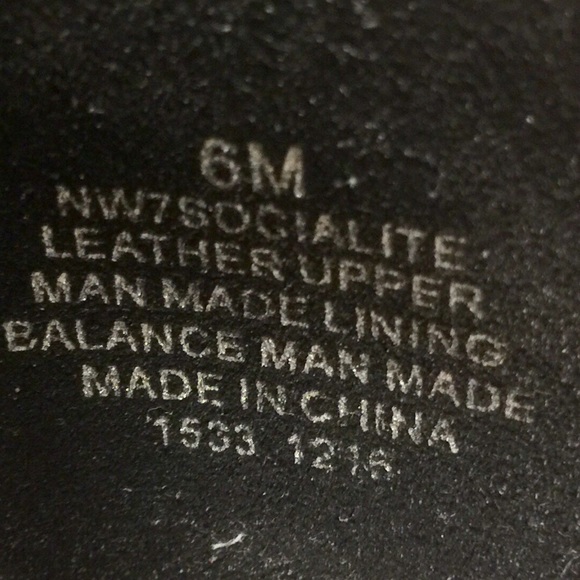 6M
NW7SOCIALITE
LEATHER UPPER
MAN MADE LINING
BALANCE MAN MADE
MADE IN CHINA
1533 1216